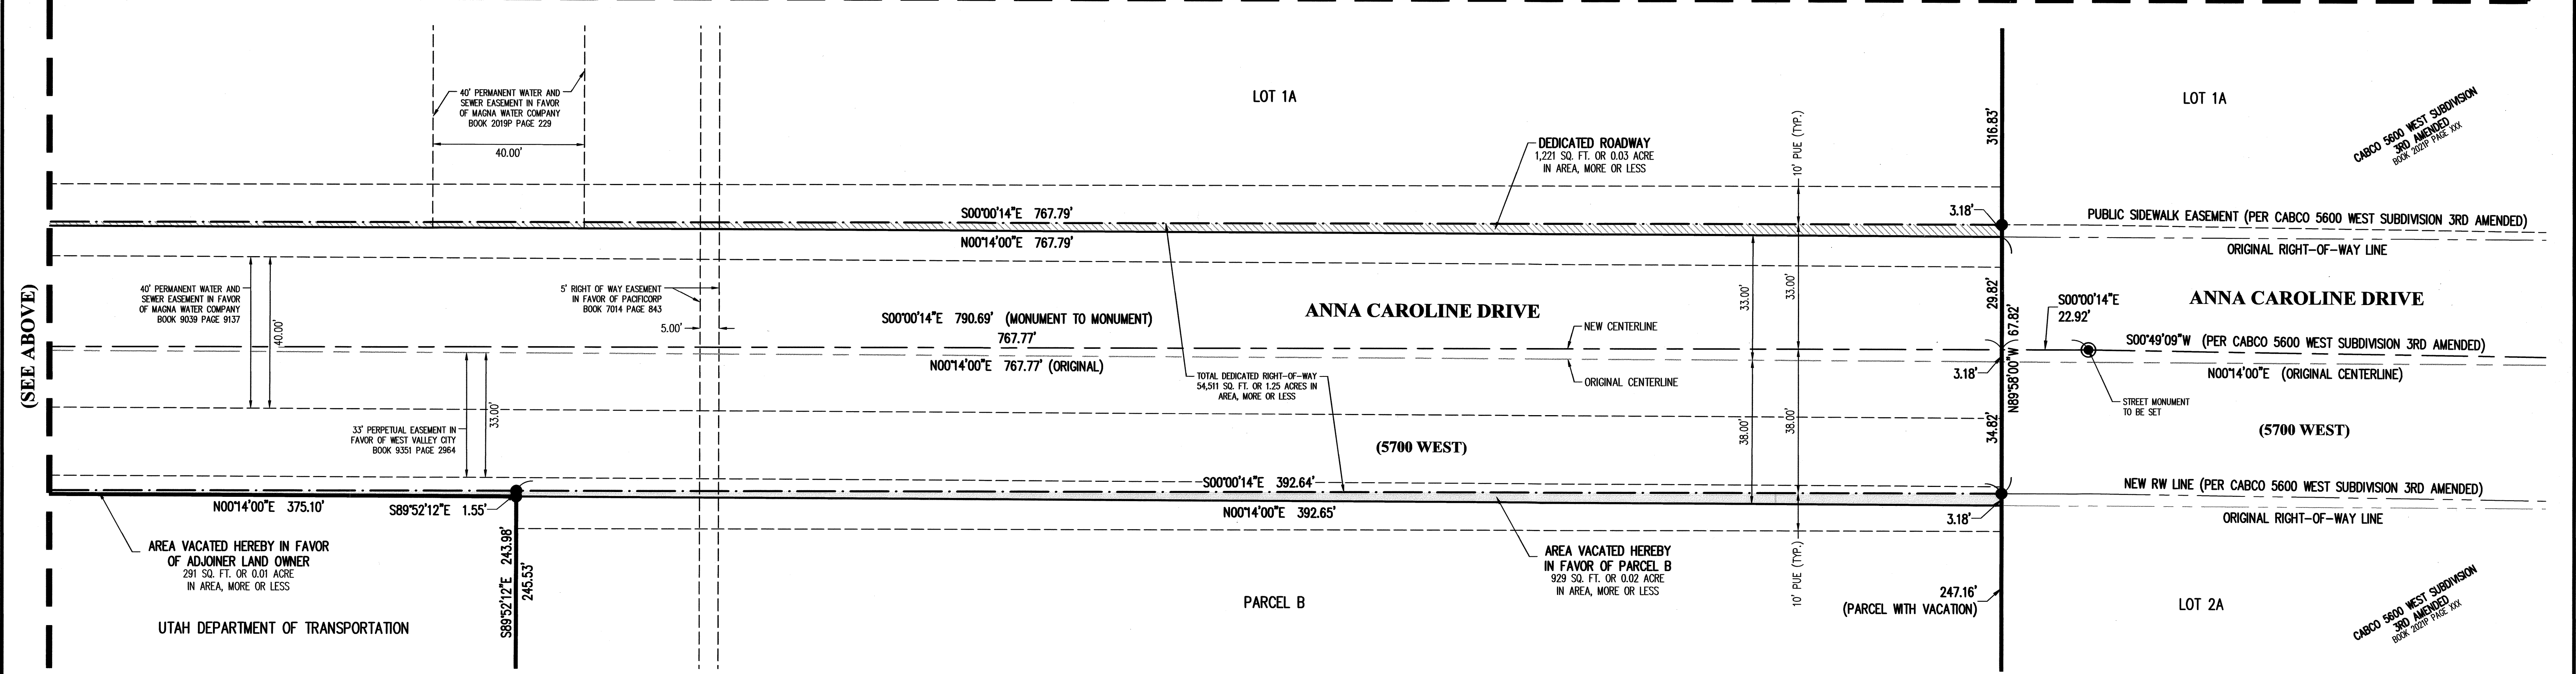 40' PERMANENT WATER AND
SEWER EASEMENT IN FAVOR
OF MAGNA WATER COMPANY
BOOK 2019P PAGE 229
40.00'
LOT 1A
DEDICATED ROADWAY
1,221 SQ. FT. OR 0.03 ACRE
IN AREA, MORE OR LESS
10' PUE (TYP.)
316.83'
LOT 1A
CABCO 5600 WEST SUBDIVISION
3RD AMENDED
BOOK 2021P PAGE XXX
S00°00'14"E 767.79'
N00°14'00"E 767.79'
3.18'
PUBLIC SIDEWALK EASEMENT (PER CABCO 5600 WEST SUBDIVISION 3RD AMENDED)
ORIGINAL RIGHT-OF-WAY LINE
(SEE ABOVE)
40' PERMANENT WATER AND
SEWER EASEMENT IN FAVOR
OF MAGNA WATER COMPANY
BOOK 9039 PAGE 9137
40.00'
5' RIGHT OF WAY EASEMENT
IN FAVOR OF PACIFICORP
BOOK 7014 PAGE 843
5.00'
S00°00'14"E 790.69' (MONUMENT TO MONUMENT)
767.77'
N00°14'00"E 767.77' (ORIGINAL)
ANNA CAROLINE DRIVE
33.00'
33.00'
NEW CENTERLINE
ORIGINAL CENTERLINE
29.82'
N89°58'00"W 67.82'
3.18'
34.82'
S00°00'14"E
22.92'
ANNA CAROLINE DRIVE
S00°49'09"W (PER CABCO 5600 WEST SUBDIVISION 3RD AMENDED)
N00°14'00"E (ORIGINAL CENTERLINE)
STREET MONUMENT
TO BE SET
(5700 WEST)
33' PERPETUAL EASEMENT IN
FAVOR OF WEST VALLEY CITY
BOOK 9351 PAGE 2964
33.00'
TOTAL DEDICATED RIGHT-OF-WAY
54,511 SQ. FT. OR 1.25 ACRES IN
AREA, MORE OR LESS
(5700 WEST)
38.00'
38.00'
N00°14'00"E 375.10'
S89°52'12"E 1.55'
S00°00'14"E 392.64'
N00°14'00"E 392.65'
3.18'
NEW RW LINE (PER CABCO 5600 WEST SUBDIVISION 3RD AMENDED)
ORIGINAL RIGHT-OF-WAY LINE
AREA VACATED HEREBY IN FAVOR
OF ADJOINER LAND OWNER
291 SQ. FT. OR 0.01 ACRE
IN AREA, MORE OR LESS
UTAH DEPARTMENT OF TRANSPORTATION
S89°52'12"E 243.98'
245.53'
PARCEL B
AREA VACATED HEREBY
IN FAVOR OF PARCEL B
929 SQ. FT. OR 0.02 ACRE
IN AREA, MORE OR LESS
10' PUE (TYP.)
247.16'
(PARCEL WITH VACATION)
LOT 2A
CABCO 5600 WEST SUBDIVISION
3RD AMENDED
BOOK 2021P PAGE XXX